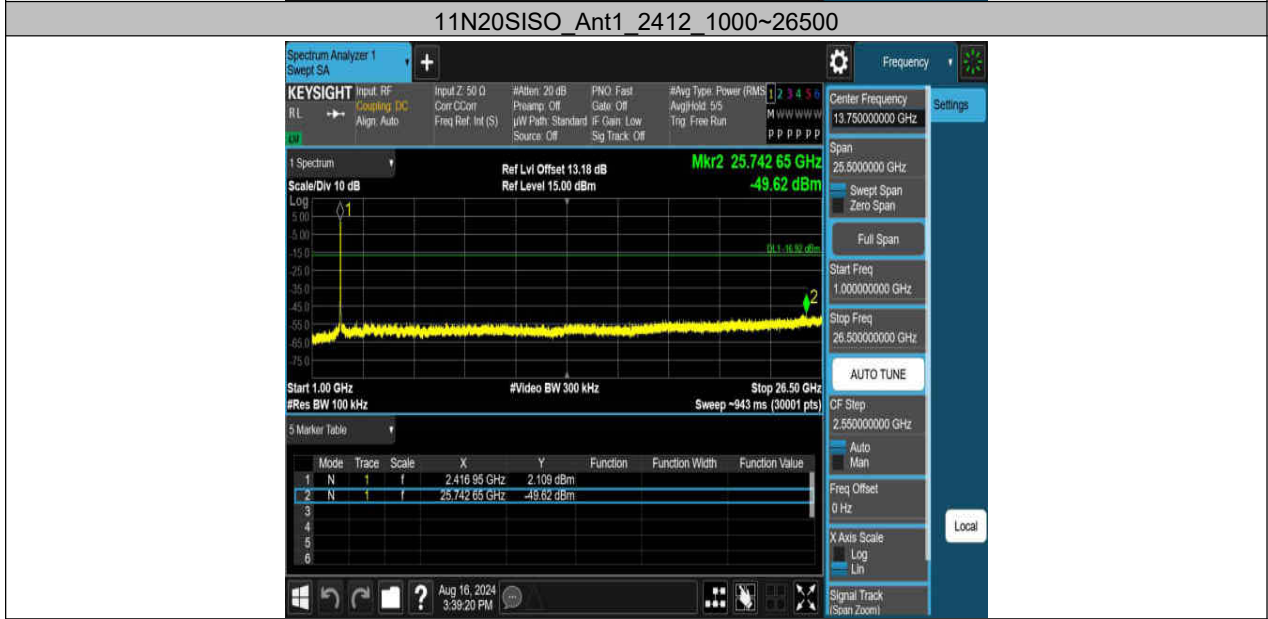 11N20SISO_Ant1_2412_1000~26500
Spectrum Analyzer 1
Swept SA
+
Frequency
KEYSIGHT
RL
Input: RF
Coupling: DC
Align: Auto
Input Z: 50 Ω
Corr CCorr
Freq Ref: Int (S)
#Atten: 20 dB
Preamp: Off
µW Path: Standard
Source: Off
PNO: Fast
Gate: Off
IF Gain: Low
Sig Track: Off
#Avg Type: Power (RMS
Avg|Hold: 5/5
Trig: Free Run
1 2 3 4 5 6
M W W W W W
P P P P P P
Center Frequency
13.750000000 GHz
Settings
1 Spectrum
Scale/Div 10 dB
Ref Lvl Offset 13.18 dB
Ref Level 15.00 dBm
Mkr2 25.742 65 GHz
-49.62 dBm
Log
5.00
-5.00
-15.0
-25.0
-35.0
-45.0
-55.0
-65.0
-75.0
1
2
DL1 -16.92 dBm
Start 1.00 GHz
#Res BW 100 kHz
#Video BW 300 kHz
Stop 26.50 GHz
Sweep ~943 ms (30001 pts)
Span
25.5000000 GHz
Swept Span
Zero Span
Full Span
Start Freq
1.000000000 GHz
Stop Freq
26.500000000 GHz
AUTO TUNE
CF Step
2.550000000 GHz
Auto
Man
Freq Offset
0 Hz
X Axis Scale
Log
Lin
Signal Track
(Span Zoom)
Local
5 Marker Table
Mode Trace Scale X Y Function Function Width Function Value
1 N 1 f 2.416 95 GHz 2.109 dBm
2 N 1 f 25.742 65 GHz -49.62 dBm
3
4
5
6
?
Aug 16, 2024
3:39:20 PM